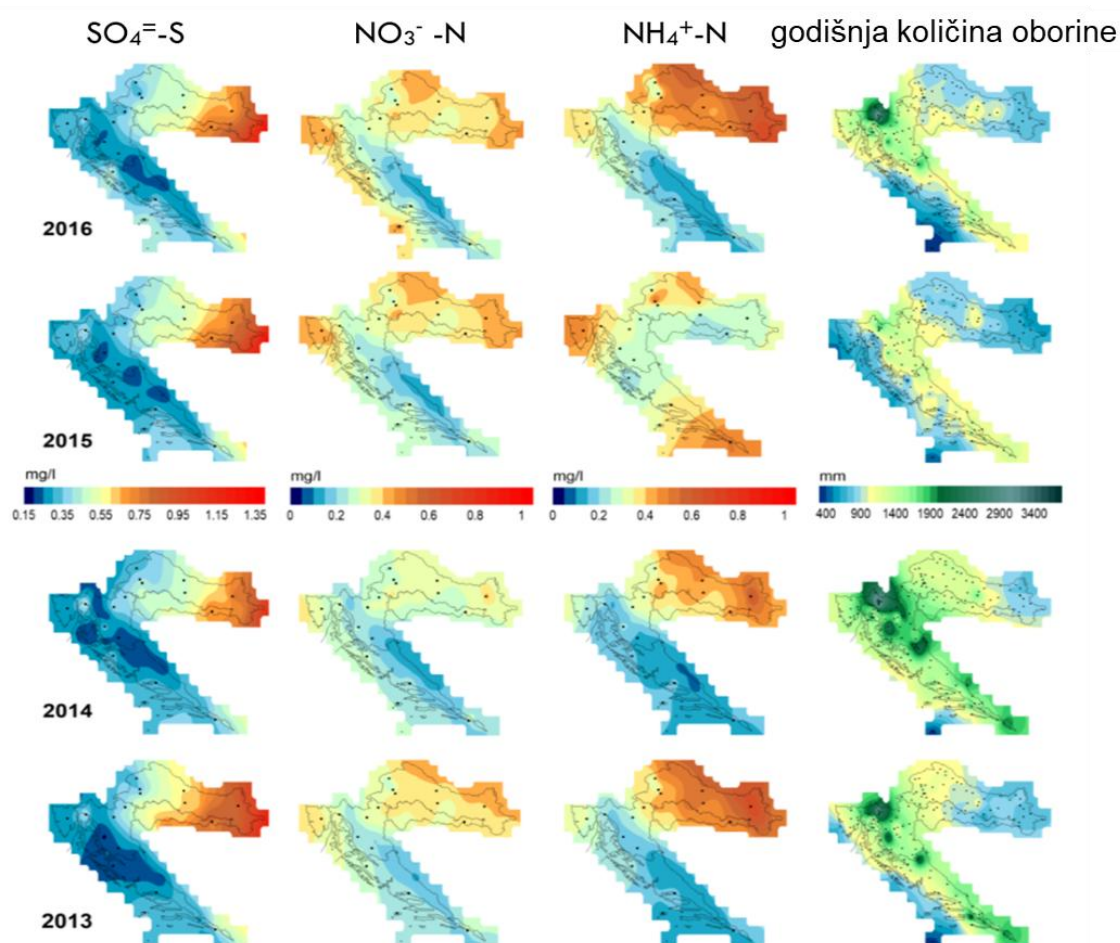 SO₄⁼-S NO₃⁻ -N NH₄⁺-N godišnja količina oborine
2016
2015
mg/l mg/l mg/l mm
0.15 0.35 0.55 0.75 0.95 1.15 1.35 0 0.2 0.4 0.6 0.8 1 0 0.2 0.4 0.6 0.8 1 400 900 1400 1900 2400 2900 3400
2014
2013